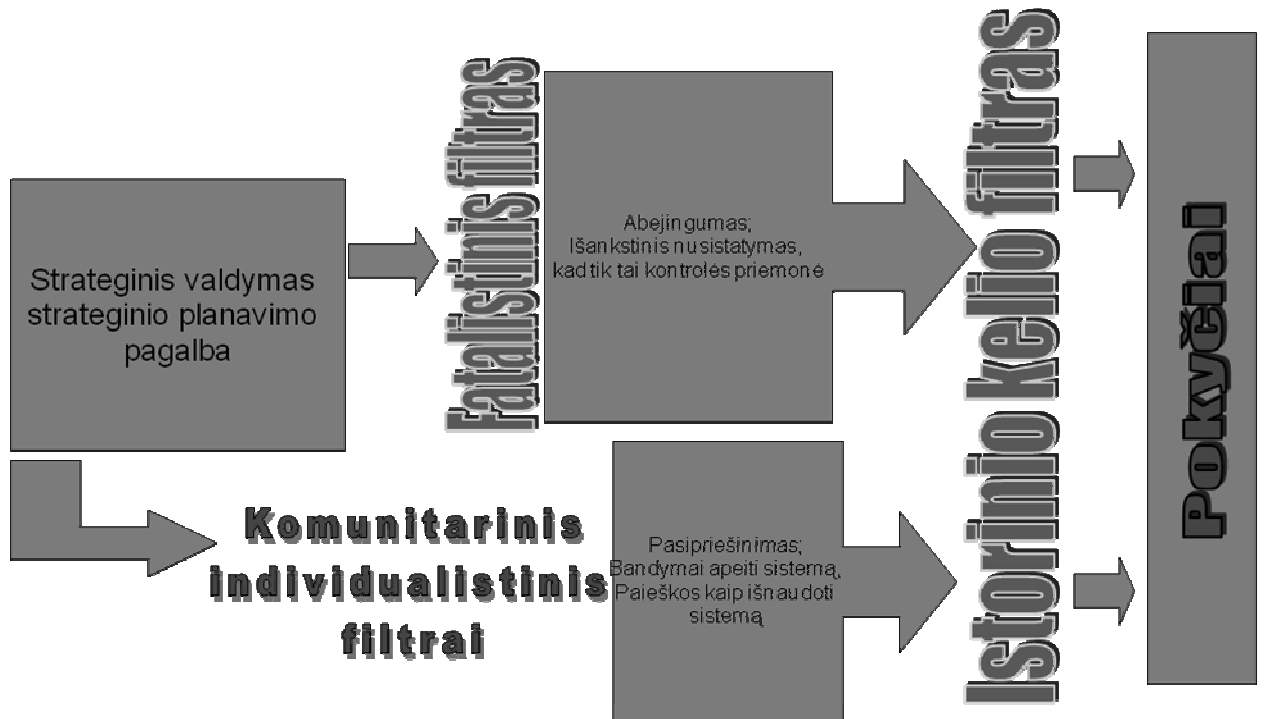 Strateginis valdymas
strateginio planavimo
pagalba
Fatalistinis filtras
Abejingumas;
Išankstinis nusistatymas,
kad tik tai kontrolės priemonė
Komunitarinis
individualistinis
filtrai
Pasipriešinimas;
Bandymai apeiti sistemą,
Paieškos kaip išnaudoti
sistemą
Istorinio kelio filtras
Pokyčiai